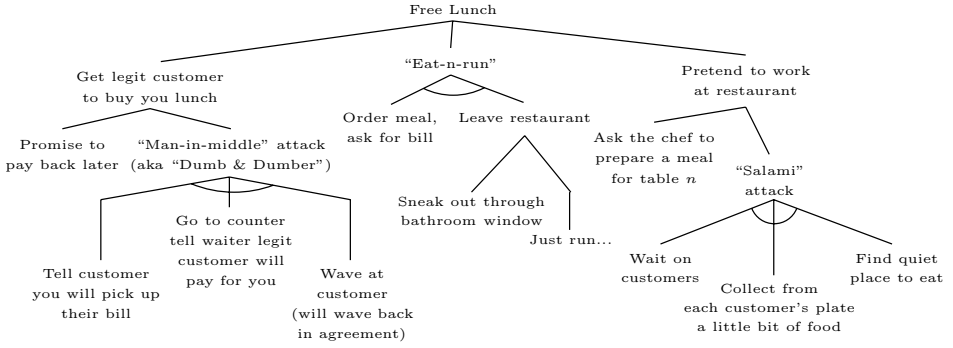 Free Lunch
Get legit customer
to buy you lunch
“Eat-n-run”
Pretend to work
at restaurant
Promise to
pay back later
“Man-in-middle” attack
(aka “Dumb & Dumber”)
Order meal,
ask for bill
Leave restaurant
Ask the chef to
prepare a meal
for table n
“Salami”
attack
Tell customer
you will pick up
their bill
Go to counter
tell waiter legit
customer will
pay for you
Wave at
customer
(will wave back
in agreement)
Sneak out through
bathroom window
Just run...
Wait on
customers
Collect from
each customer’s plate
a little bit of food
Find quiet
place to eat